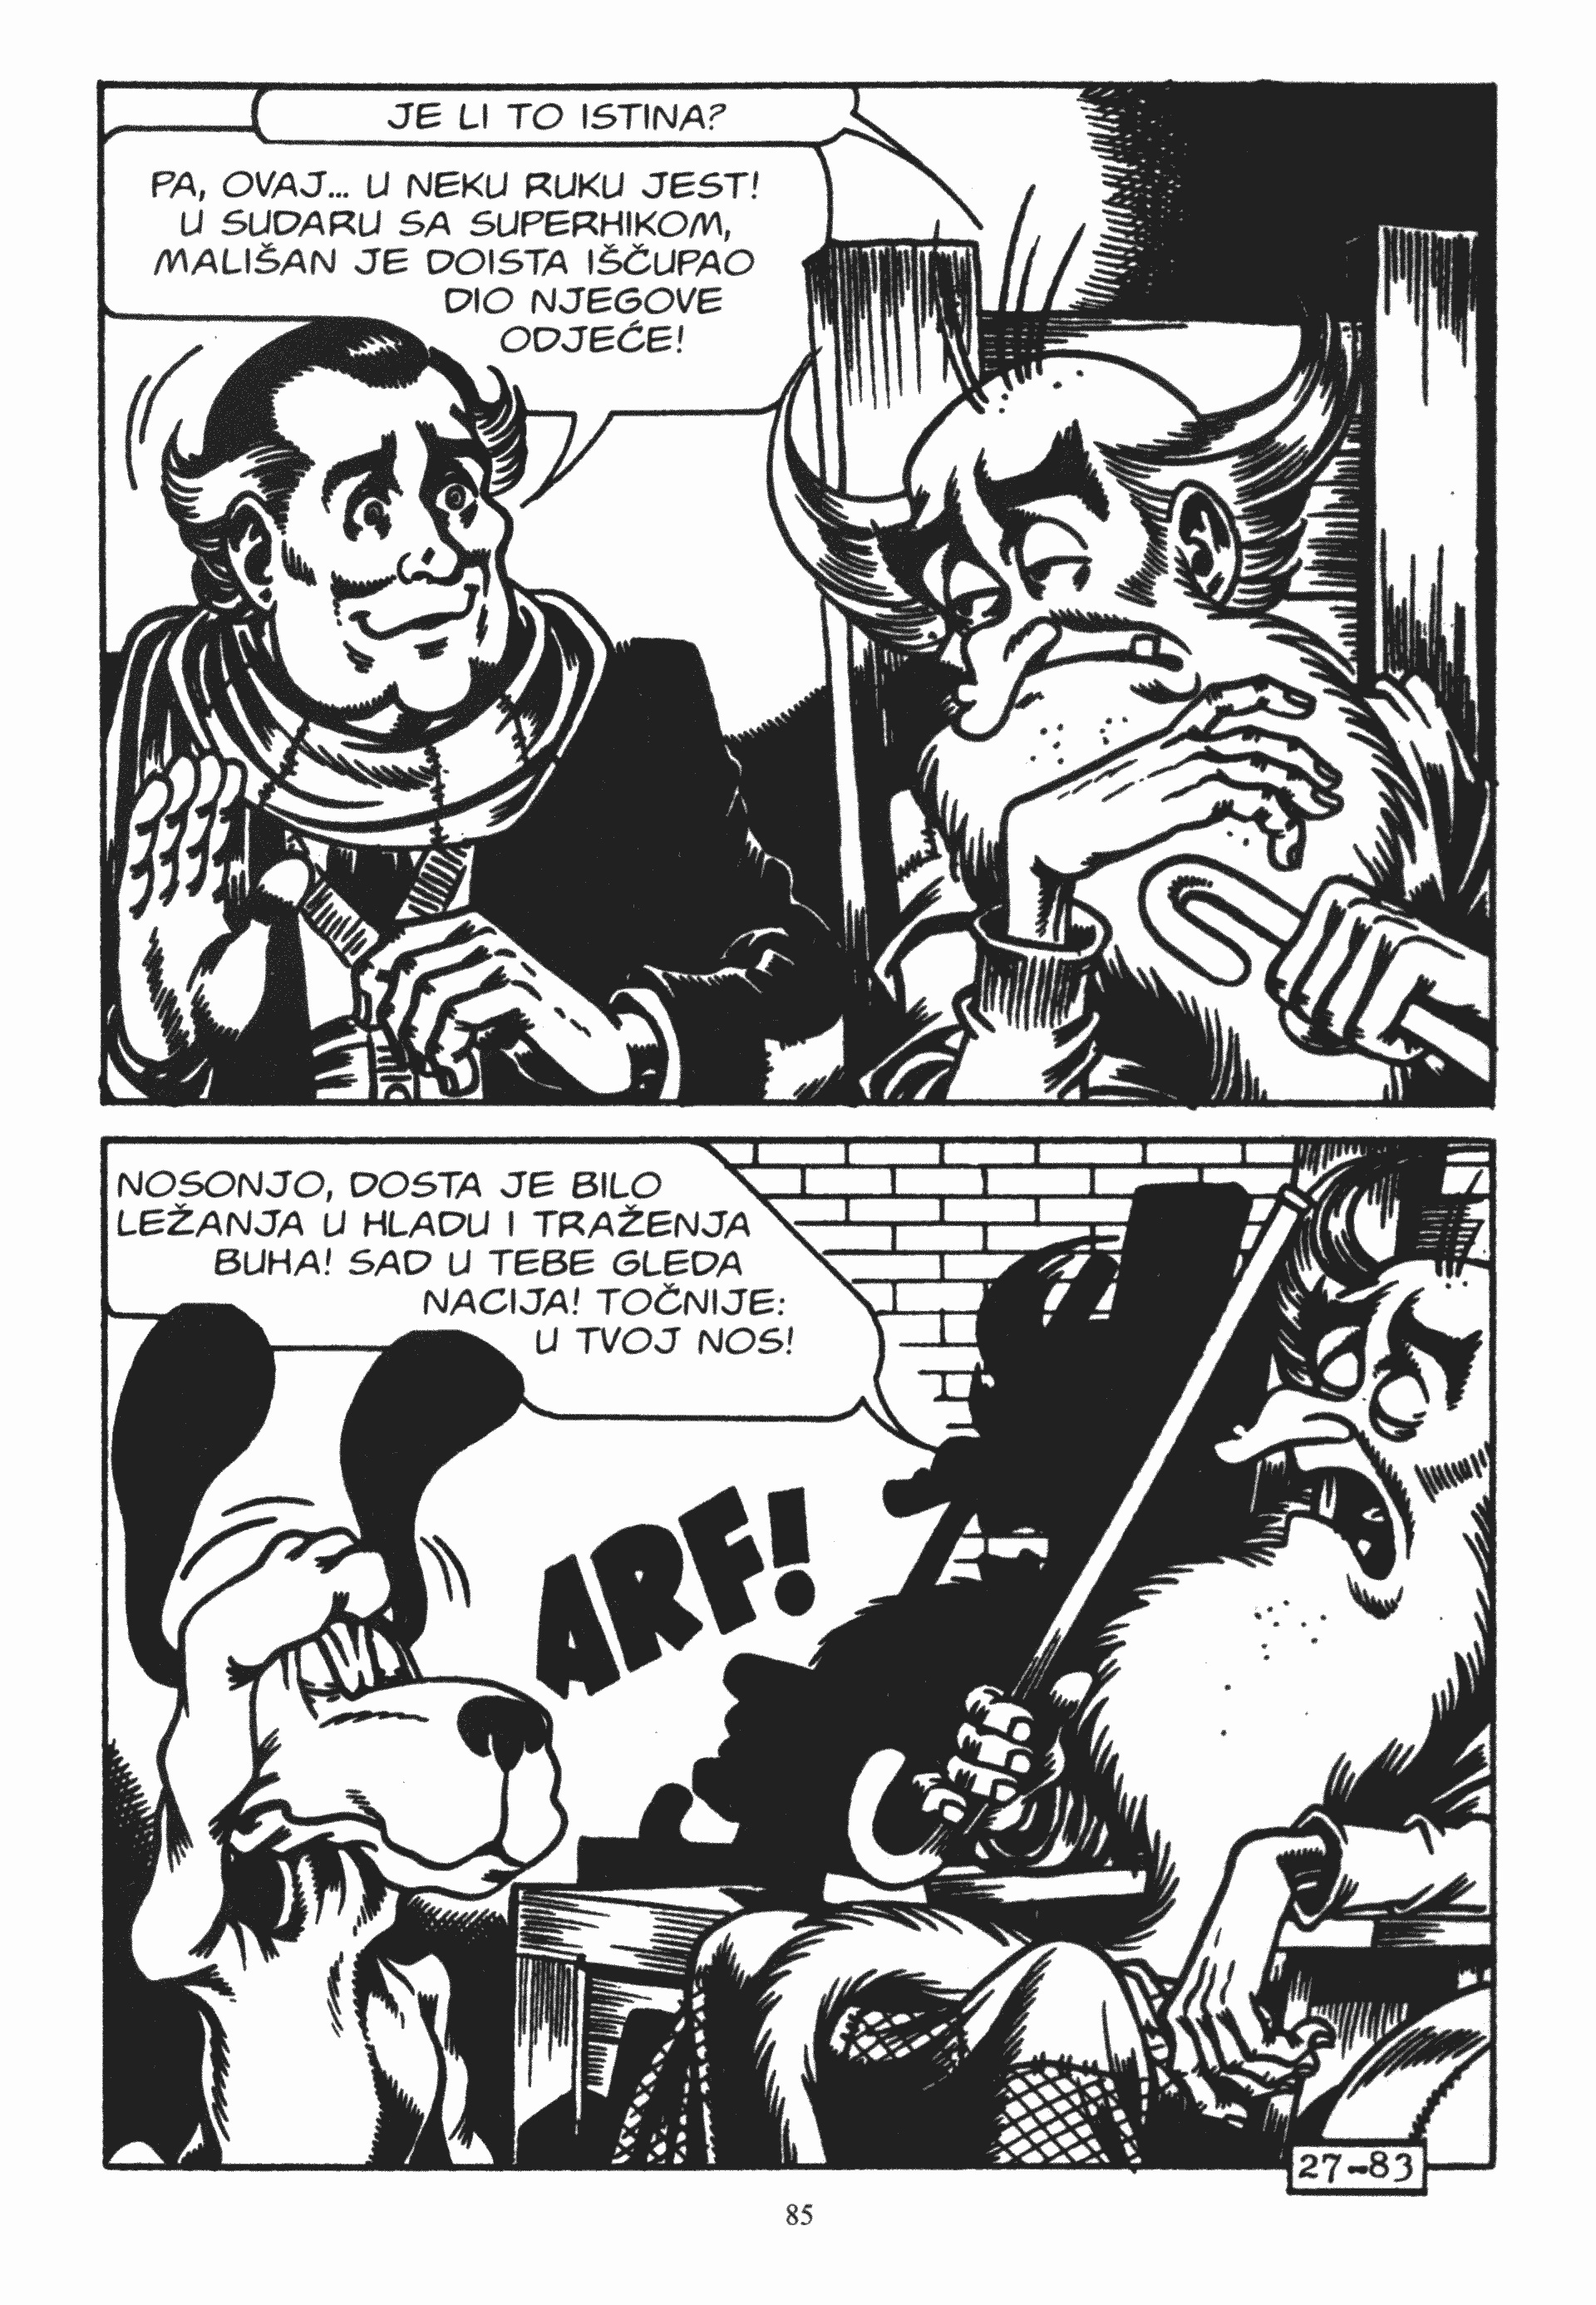 JE LI TO ISTINA?
PA, OVAJ... U NEKU RUKU JEST!
U SUDARU SA SUPERHIKOM,
MALIŠAN JE DOISTA IŠČUPAO
DIO NJEGOVE
ODJEĆE!
NOSONJO, DOSTA JE BILO
LEŽANJA U HLADU I TRAŽENJA
BUHA! SAD U TEBE GLEDA
NACIJA! TOČNIJE:
U TVOJ NOS!
ARF!
27-83
85